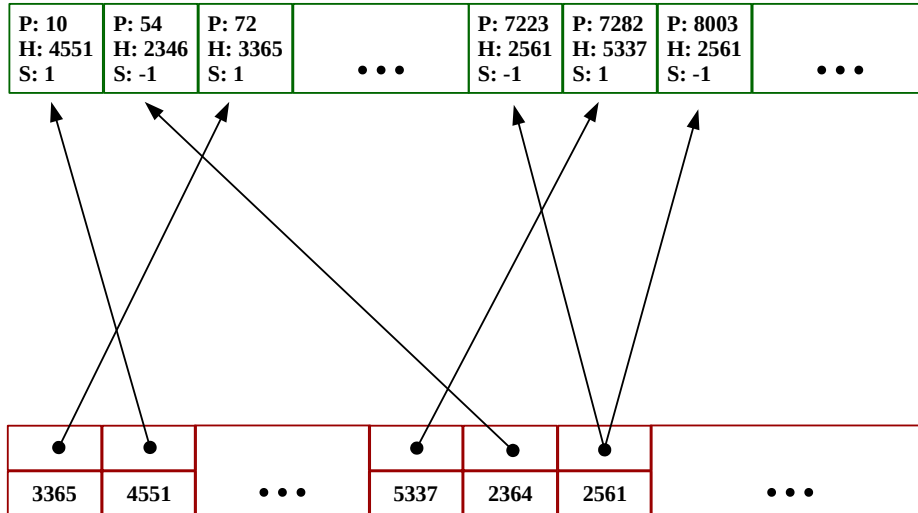 P: 10 P: 54 P: 72 P: 7223 P: 7282 P: 8003
H: 4551 H: 2346 H: 3365 H: 2561 H: 5337 H: 2561
S: 1 S: -1 S: 1 ••• S: -1 S: 1 S: -1 •••
3365 4551 ••• 5337 2364 2561 •••